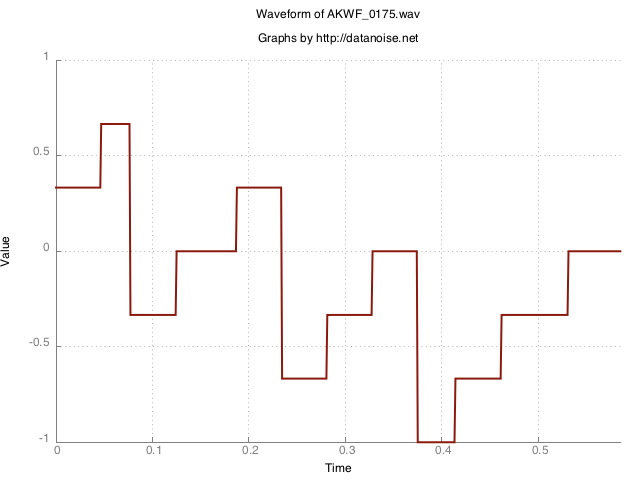 Waveform of AKWF_0175.wav
Graphs by http://datanoise.net
1
0.5
0
-0.5
-1
Value
0 0.1 0.2 0.3 0.4 0.5
Time